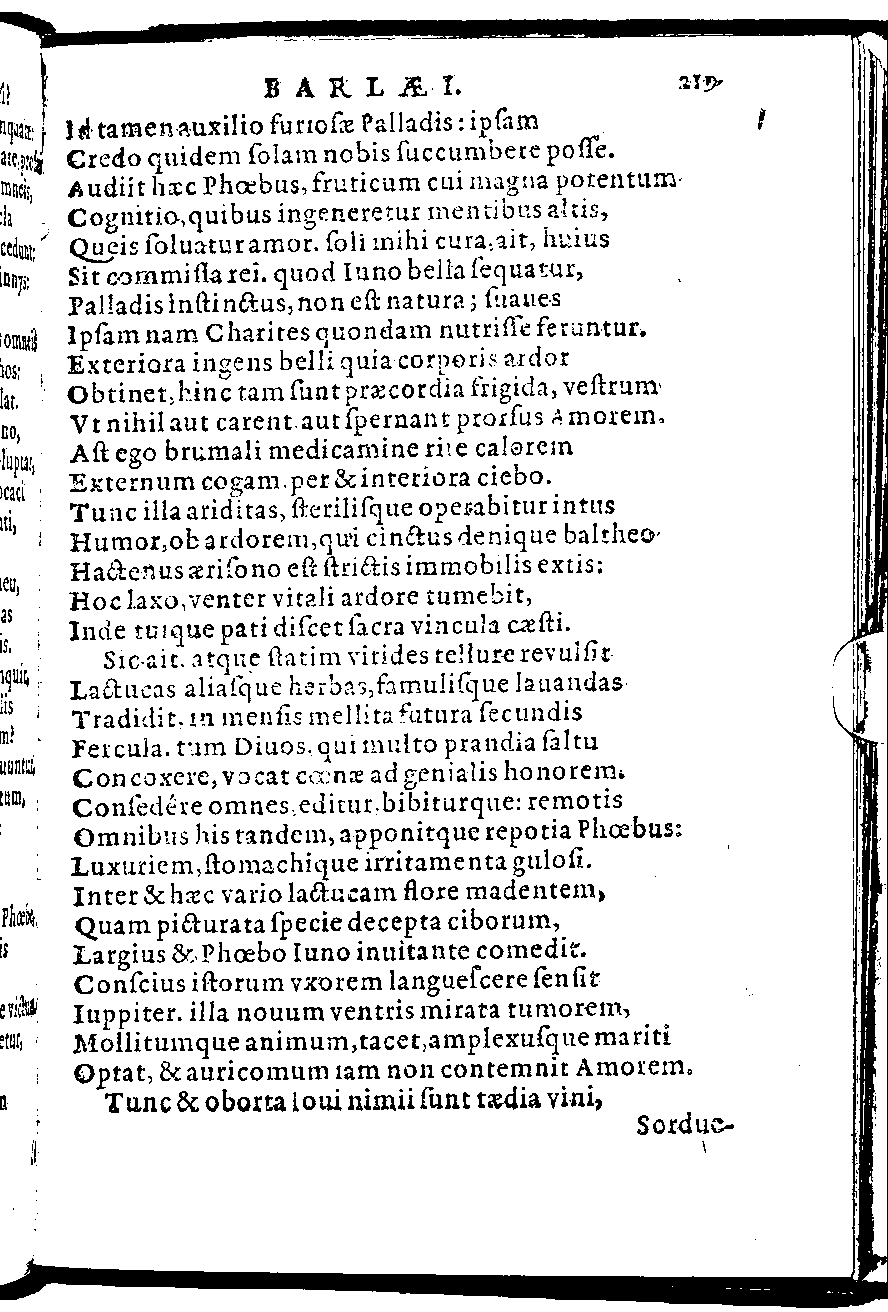 BARLÆ I. 219
Id tamen auxilio furioſæ Palladis : ipſam
Credo quidem ſolam nobis ſuccumbere poſſe.
Audiit hæc Phœbus, fruticum cui magna potentum
Cognitio, quibus ingeneretur mentibus altis,
Queis ſoluatur amor. ſoli mihi cura, ait, huius
Sit commiſſa rei. quod Iuno bella ſequatur,
Palladis inſtinctus, non eſt natura ; ſuaues
Ipſam nam Charites quondam nutriſſe feruntur.
Exteriora ingens belli quia corporis ardor
Obtinet, hinc tam ſunt præcordia frigida, veſtrum
Vt nihil aut carent aut ſpernant prorſus Amorem.
Aſt ego brumali medicamine rite calorem
Externum cogam. per & interiora ciebo.
Tunc illa ariditas, ſteriliſque operabitur intus
Humor, ob ardorem, qui cinctus denique baltheo
Hactenus æriſono eſt ſtrictis immobilis extis:
Hoc laxo, venter vitali ardore tumebit,
Inde tuique pati diſcet ſacra vincula cæſti.
Sic ait. atque ſtatim virides tellure revulſit
Lactucas aliaſque herbas, famuliſque lauandas
Tradidit. in menſis mellita futura ſecundis
Fercula. tum Diuos. qui multo prandia ſaltu
Concoxere, vocat cœnæ ad genialis honorem.
Conſedére omnes, editur, bibiturque: remotis
Omnibus his tandem, apponitque repotia Phœbus:
Luxuriem, ſtomachique irritamenta guloſi.
Inter & hæc vario lactucam flore madentem,
Quam picturata ſpecie decepta ciborum,
Largius & Phœbo Iuno inuitante comedit.
Conſcius iſtorum vxorem langueſcere ſenſit
Iuppiter. illa nouum ventris mirata tumorem,
Mollitumque animum, tacet, amplexuſque mariti
Optat, & auricomum iam non contemnit Amorem.
Tunc & oborta Ioui nimii ſunt tædia vini,
Sordue-